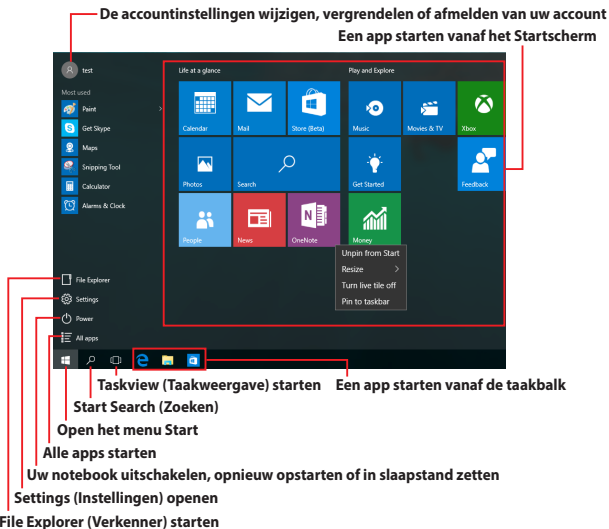 De accountinstellingen wijzigen, vergrendelen of afmelden van uw account
Een app starten vanaf het Startscherm
test
Life at a glance
Play and Explore
Most used
Paint
Get Skype
Maps
Snipping Tool
Calculator
Alarms & Clock
Calendar
Mail
Store (Beta)
Music
Movies & TV
Xbox
Photos
Search
Get Started
Feedback
People
News
OneNote
Money
Unpin from Start
Resize
Turn live tile off
Pin to taskbar
File Explorer
Settings
Power
All apps
Taskview (Taakweergave) starten
Een app starten vanaf de taakbalk
Start Search (Zoeken)
Open het menu Start
Alle apps starten
Uw notebook uitschakelen, opnieuw opstarten of in slaapstand zetten
Settings (Instellingen) openen
File Explorer (Verkenner) starten